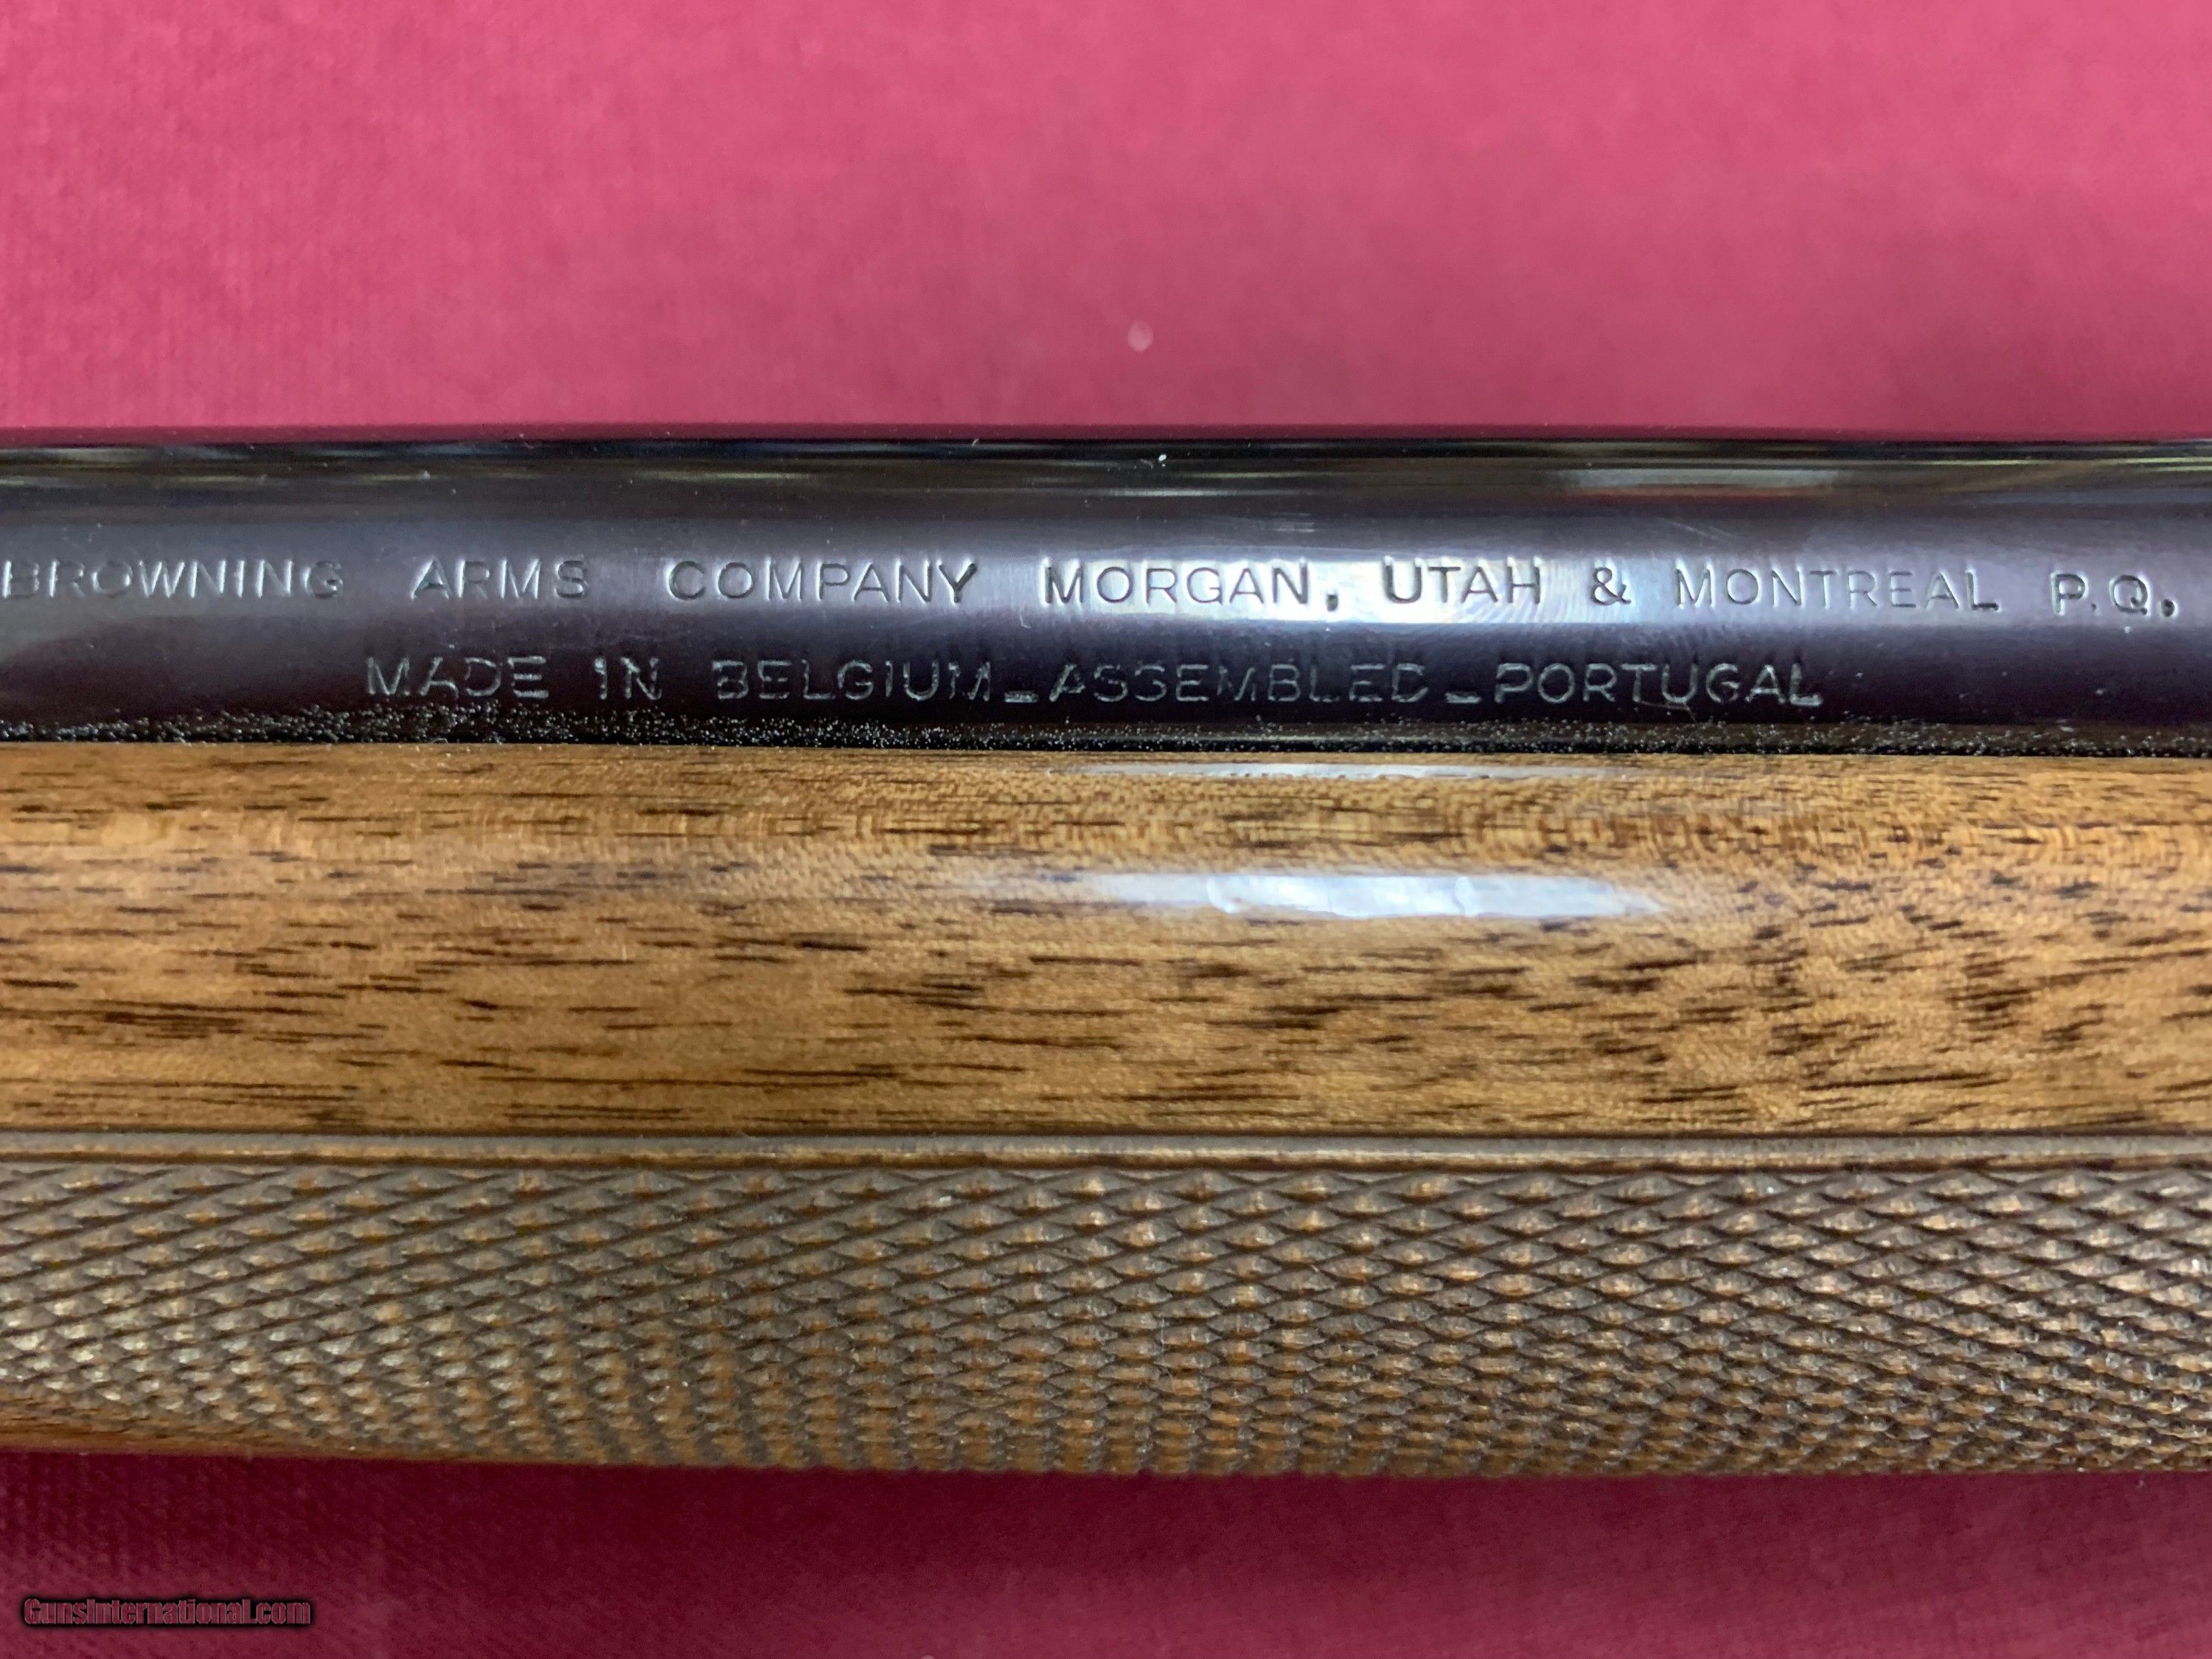 BROWNING ARMS COMPANY MORGAN, UTAH & MONTREAL P.Q.
MADE IN BELGIUM_ASSEMBLED_PORTUGAL
GunsInternational.com